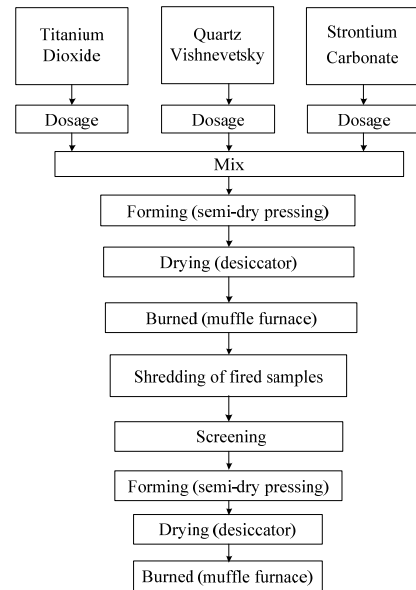 Titanium
Dioxide
Quartz
Vishnevetsky
Strontium
Carbonate
Dosage
Dosage
Dosage
Mix
Forming (semi-dry pressing)
Drying (desiccator)
Burned (muffle furnace)
Shredding of fired samples
Screening
Forming (semi-dry pressing)
Drying (desiccator)
Burned (muffle furnace)